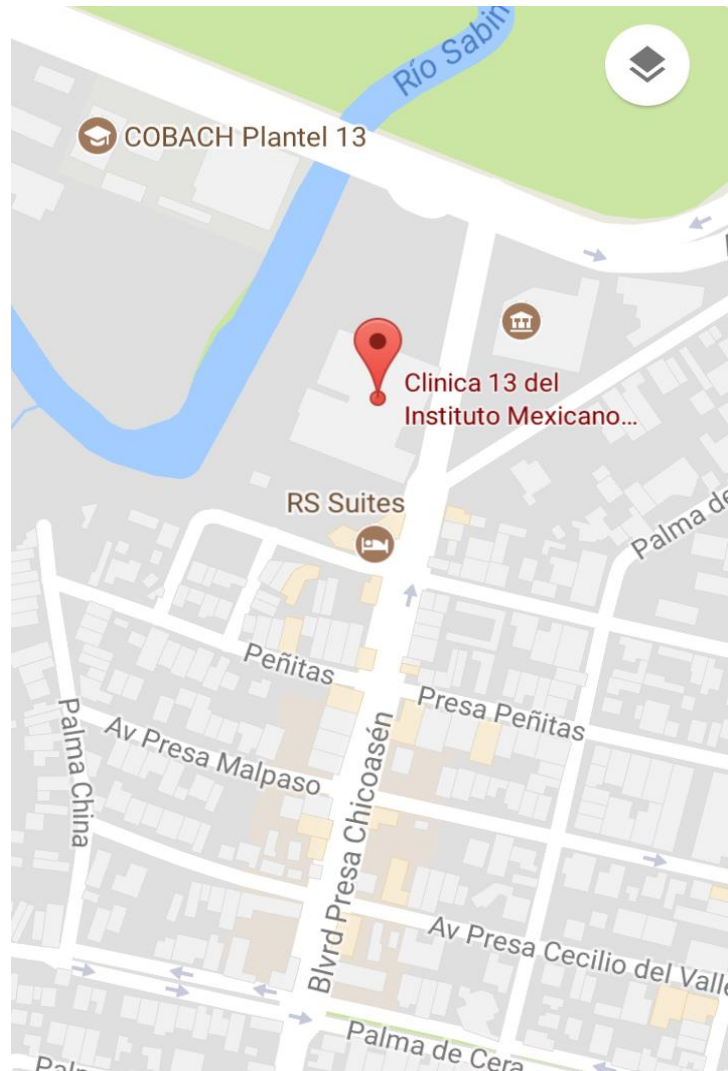 Río Sabin
COBACH Plantel 13
Clinica 13 del
Instituto Mexicano...
RS Suites
Palma de
Peñitas
Presa Peñitas
Palma China
Av Presa Malpaso
Blvrd Presa Chicoasén
Av Presa Cecilio del Valle
Palma de Cera